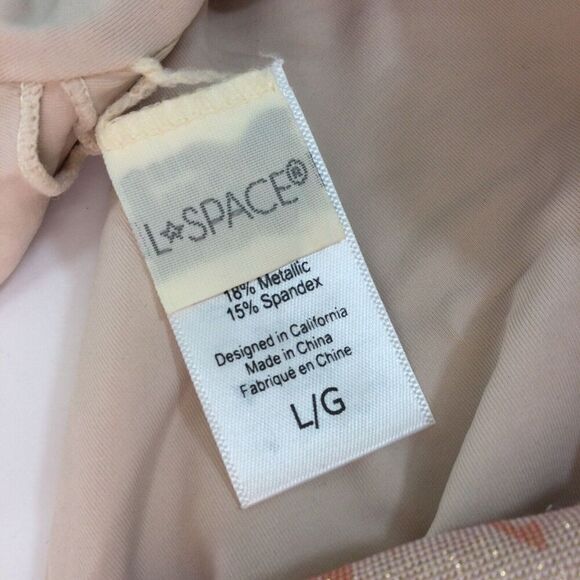 L☆SPACE®
18% Metallic
15% Spandex
Designed in California
Made in China
Fabriqué en Chine
L/G